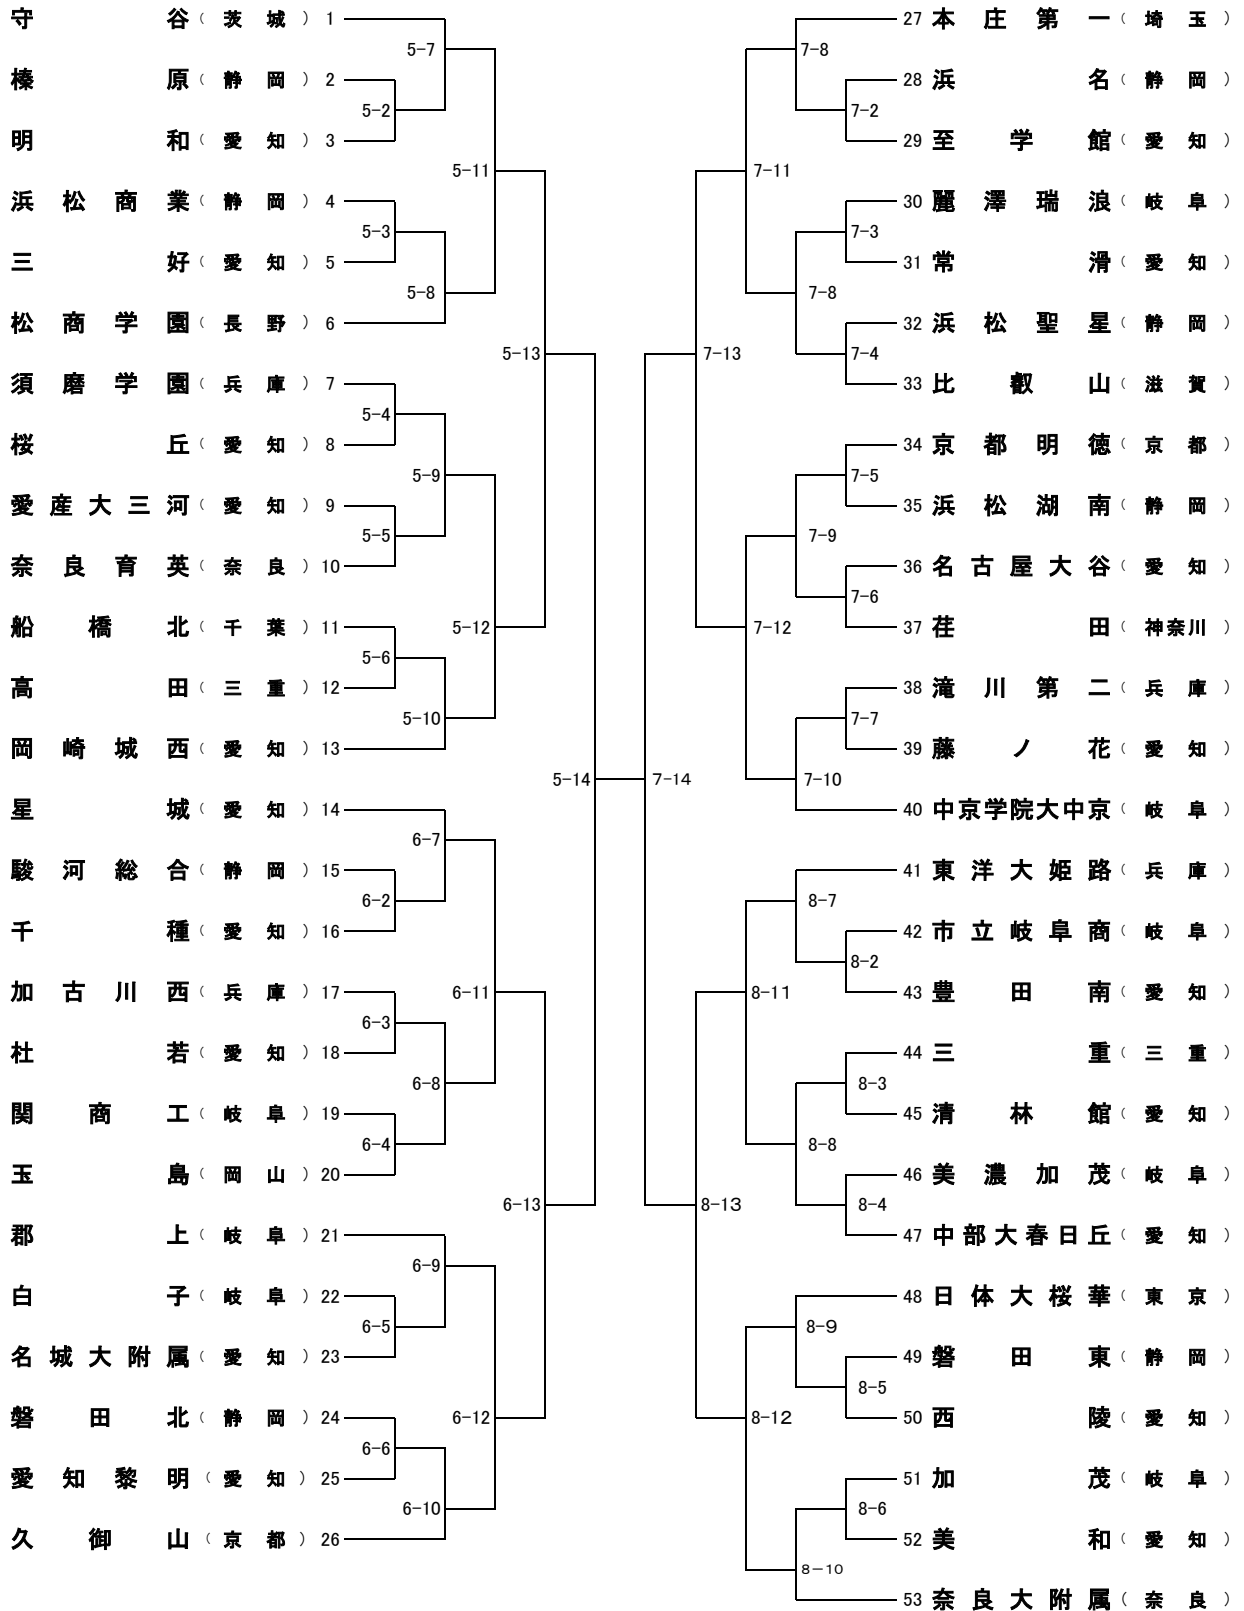 守谷（茨城）1
5-7
榛原（静岡）2
5-2
明和（愛知）3
5-11
浜松商業（静岡）4
5-3
三好（愛知）5
5-8
松商学園（長野）6
5-13
須磨学園（兵庫）7
5-4
桜丘（愛知）8
5-9
愛産大三河（愛知）9
5-5
奈良育英（奈良）10
船橋北（千葉）11
5-12
5-6
高田（三重）12
5-10
岡崎城西（愛知）13
5-14
星城（愛知）14
6-7
駿河総合（静岡）15
6-2
千種（愛知）16
加古川西（兵庫）17
6-11
6-3
杜若（愛知）18
6-8
関商工（岐阜）19
6-4
玉島（岡山）20
6-13
郡上（岐阜）21
6-9
白子（岐阜）22
6-5
名城大附属（愛知）23
磐田北（静岡）24
6-12
6-6
愛知黎明（愛知）25
6-10
久御山（京都）26
27 本庄第一（埼玉）
7-8
28 浜名（静岡）
7-2
29 至学館（愛知）
7-11
30 麗澤瑞浪（岐阜）
7-3
31 常滑（愛知）
7-8
32 浜松聖星（静岡）
7-13
7-4
33 比叡山（滋賀）
34 京都明徳（京都）
7-5
35 浜松湖南（静岡）
7-9
36 名古屋大谷（愛知）
7-6
37 荏田（神奈川）
7-12
38 滝川第二（兵庫）
7-7
39 藤ノ花（愛知）
7-14
7-10
40 中京学院大中京（岐阜）
41 東洋大姫路（兵庫）
8-7
42 市立岐阜商（岐阜）
8-2
43 豊田南（愛知）
8-11
44 三重（三重）
8-3
45 清林館（愛知）
8-8
46 美濃加茂（岐阜）
8-13
8-4
47 中部大春日丘（愛知）
48 日体大桜華（東京）
8-9
49 磐田東（静岡）
8-5
50 西陵（愛知）
8-12
51 加茂（岐阜）
8-6
52 美和（愛知）
8-10
53 奈良大附属（奈良）